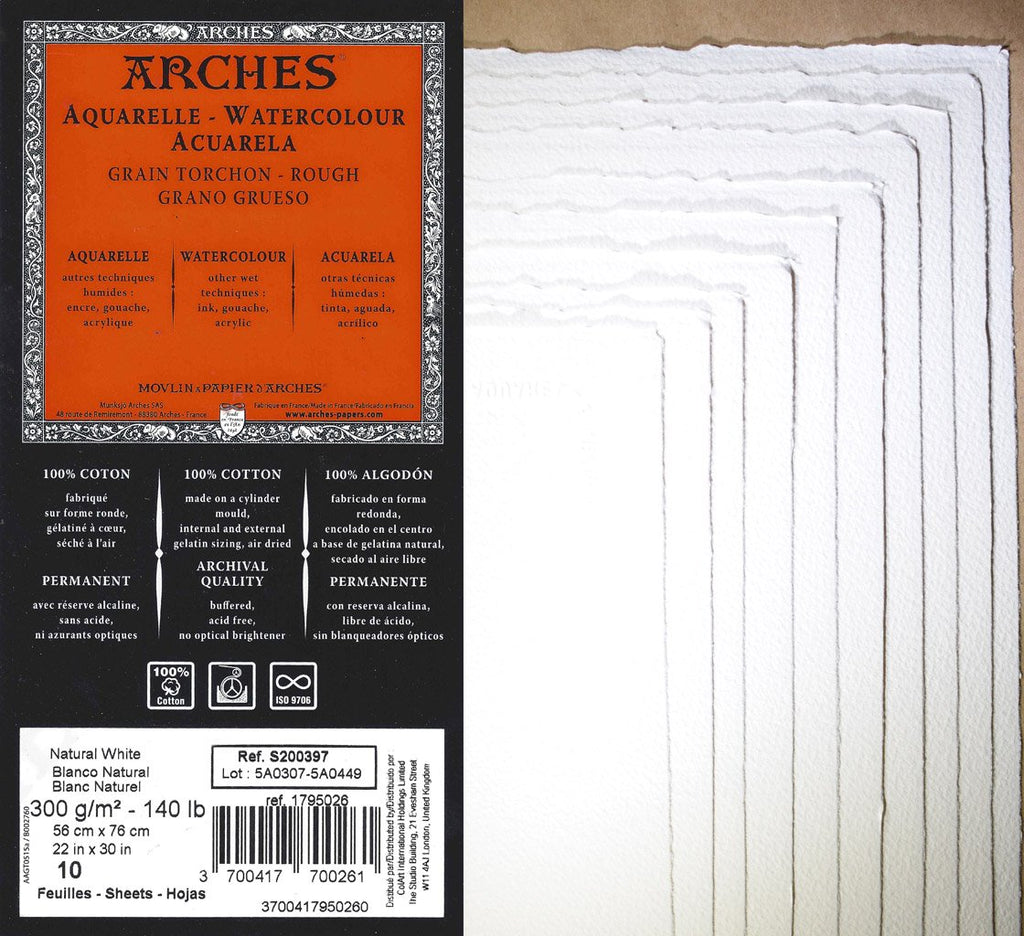 ARCHES
ARCHES®
AQUARELLE - WATERCOLOUR
ACUARELA
GRAIN TORCHON - ROUGH
GRANO GRUESO
AQUARELLE
autres techniques
humides :
encre, gouache,
acrylique
WATERCOLOUR
other wet
techniques :
ink, gouache,
acrylic
ACUARELA
otras técnicas
húmedas :
tinta, aguada,
acrílico
MOVLIN A PAPIER D'ARCHES®
Munksjö Arches SAS
48 route de Remiremont - 88380 Arches - France
Fabriqué en France/Made in France/Fabricado en Francia
www.arches-papers.com
fondé
en France
en l'An
1492
100% COTON
fabriqué
sur forme ronde,
gélatiné à cœur,
séché à l'air
PERMANENT
avec réserve alcaline,
sans acide,
ni azurants optiques
100% COTTON
made on a cylinder
mould,
internal and external
gelatin sizing, air dried
ARCHIVAL
QUALITY
buffered,
acid free,
no optical brightener
100% ALGODÓN
fabricado en forma
redonda,
encolado en el centro
a base de gelatina natural,
secado al aire libre
PERMANENTE
con reserva alcalina,
libre de ácido,
sin blanqueadores ópticos
100%
Cotton
ISO 9706
Natural White
Blanco Natural
Blanc Naturel
300 g/m² - 140 lb
56 cm x 76 cm
22 in x 30 in
10
Feuilles - Sheets - Hojas
AAGT0515a / 8002760
Ref. S200397
Lot : 5A0307-5A0449
ref. 1795026
3 700417 700261
3700417950260
Distribué par/Distributed by/Distribuido por
ColArt International Holdings Limited
The Studio Building, 21 Evesham Street
W11 4AJ London, United Kingdom